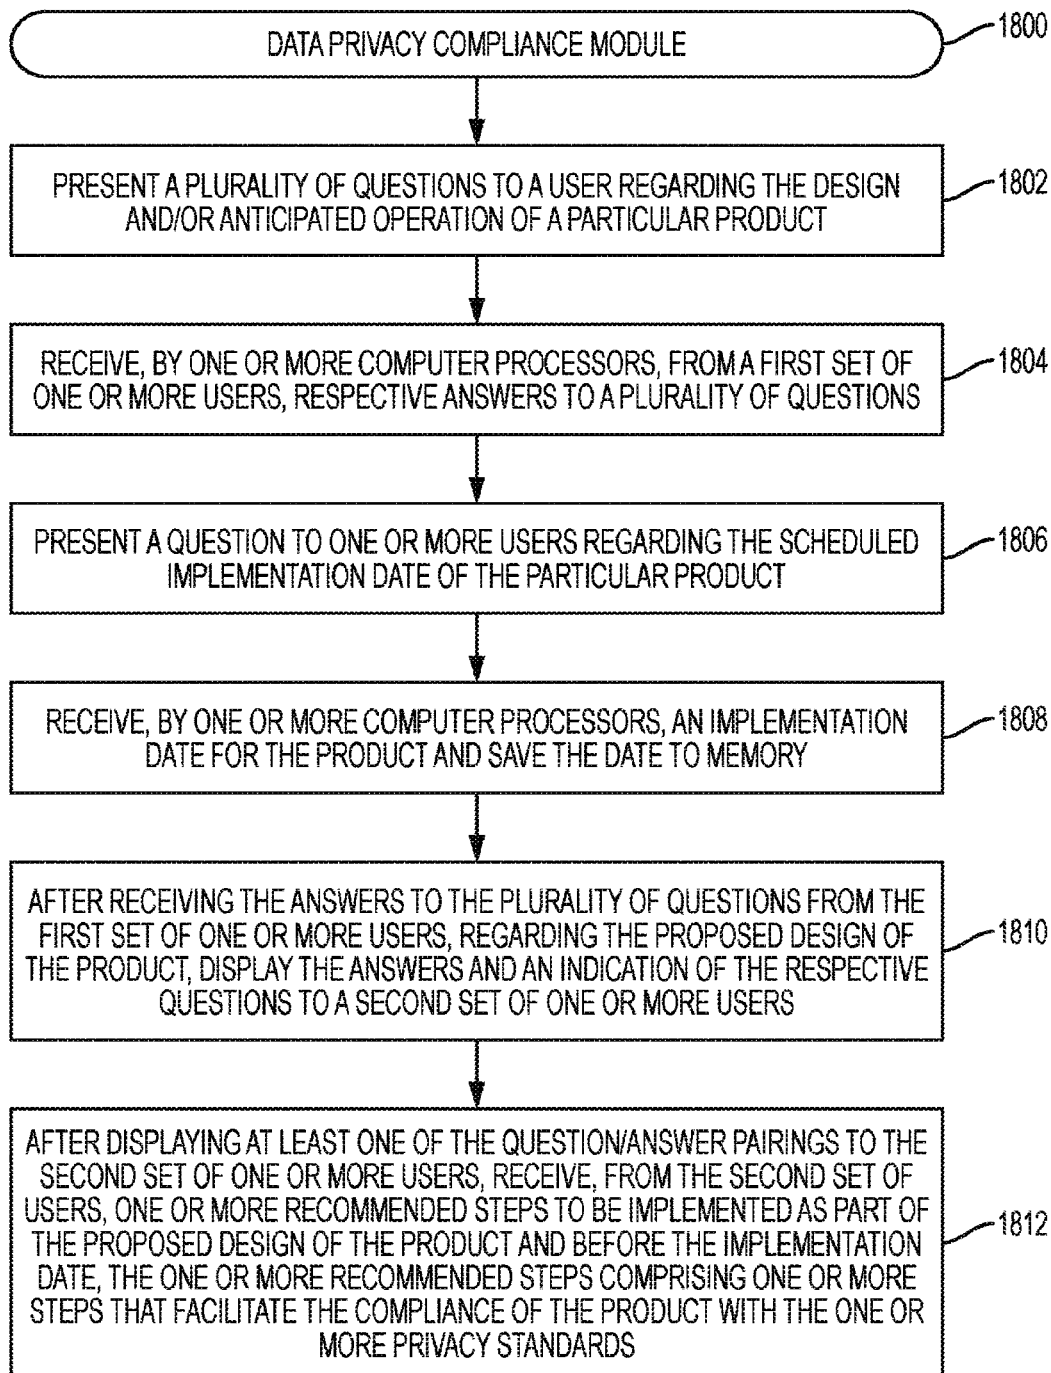 DATA PRIVACY COMPLIANCE MODULE
1800
PRESENT A PLURALITY OF QUESTIONS TO A USER REGARDING THE DESIGN
AND/OR ANTICIPATED OPERATION OF A PARTICULAR PRODUCT
1802
RECEIVE, BY ONE OR MORE COMPUTER PROCESSORS, FROM A FIRST SET OF
ONE OR MORE USERS, RESPECTIVE ANSWERS TO A PLURALITY OF QUESTIONS
1804
PRESENT A QUESTION TO ONE OR MORE USERS REGARDING THE SCHEDULED
IMPLEMENTATION DATE OF THE PARTICULAR PRODUCT
1806
RECEIVE, BY ONE OR MORE COMPUTER PROCESSORS, AN IMPLEMENTATION
DATE FOR THE PRODUCT AND SAVE THE DATE TO MEMORY
1808
AFTER RECEIVING THE ANSWERS TO THE PLURALITY OF QUESTIONS FROM THE
FIRST SET OF ONE OR MORE USERS, REGARDING THE PROPOSED DESIGN OF
THE PRODUCT, DISPLAY THE ANSWERS AND AN INDICATION OF THE RESPECTIVE
QUESTIONS TO A SECOND SET OF ONE OR MORE USERS
1810
AFTER DISPLAYING AT LEAST ONE OF THE QUESTION/ANSWER PAIRINGS TO THE
SECOND SET OF ONE OR MORE USERS, RECEIVE, FROM THE SECOND SET OF
USERS, ONE OR MORE RECOMMENDED STEPS TO BE IMPLEMENTED AS PART OF
THE PROPOSED DESIGN OF THE PRODUCT AND BEFORE THE IMPLEMENTATION
DATE, THE ONE OR MORE RECOMMENDED STEPS COMPRISING ONE OR MORE
STEPS THAT FACILITATE THE COMPLIANCE OF THE PRODUCT WITH THE ONE OR
MORE PRIVACY STANDARDS
1812